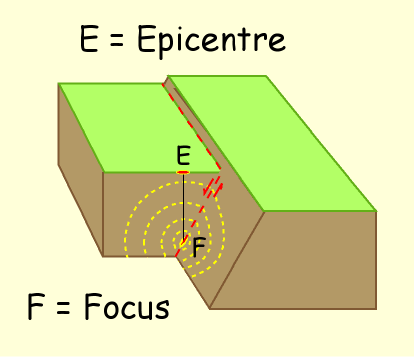 E = Epicentre
E
F
F = Focus